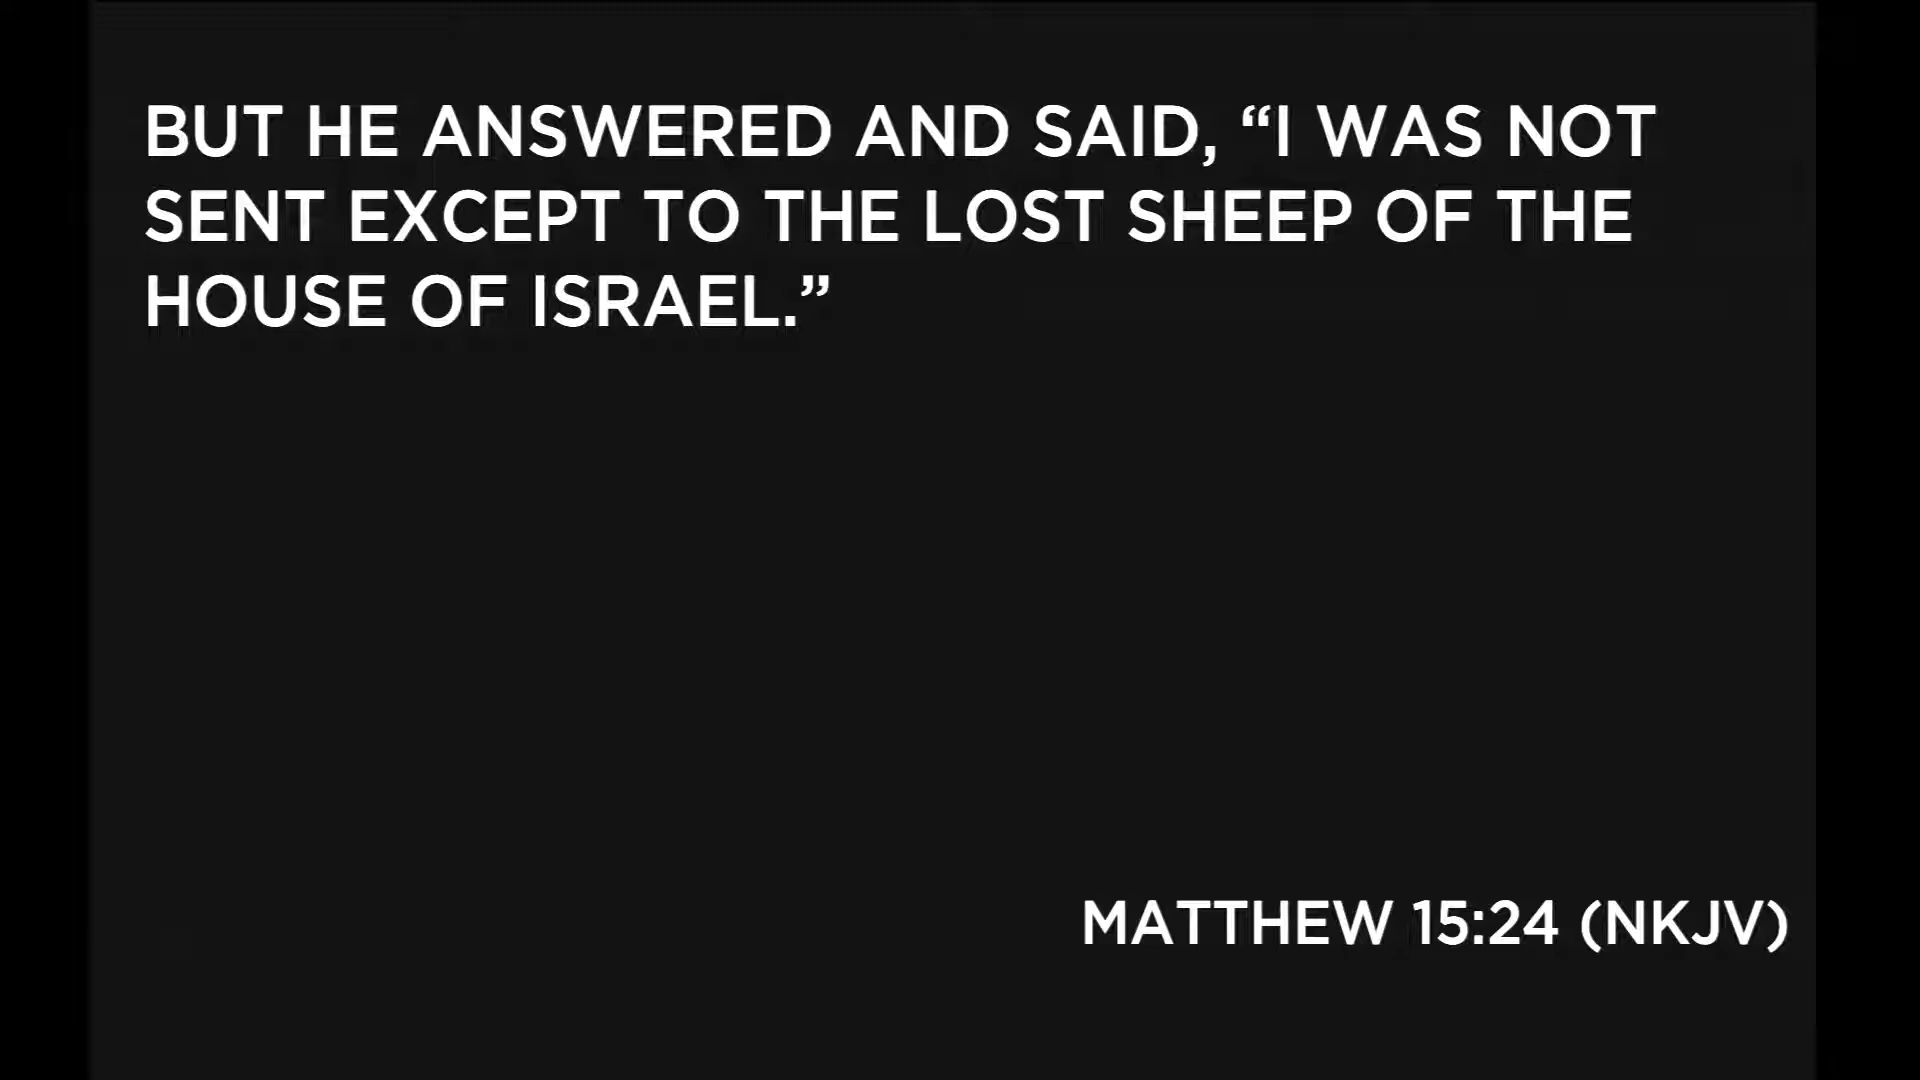 BUT HE ANSWERED AND SAID, “I WAS NOT
SENT EXCEPT TO THE LOST SHEEP OF THE
HOUSE OF ISRAEL.”
MATTHEW 15:24 (NKJV)